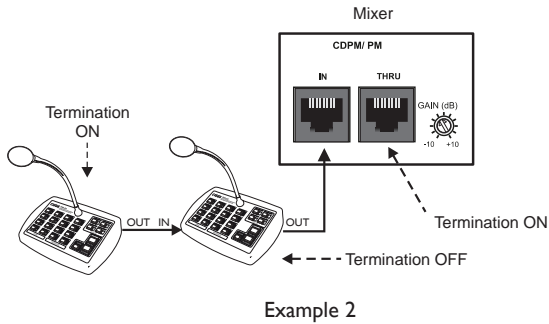 Mixer
CDPM/ PM
IN
THRU
GAIN (dB)
-10 +10
Termination
ON
OUT IN
OUT
Termination ON
Termination OFF
Example 2